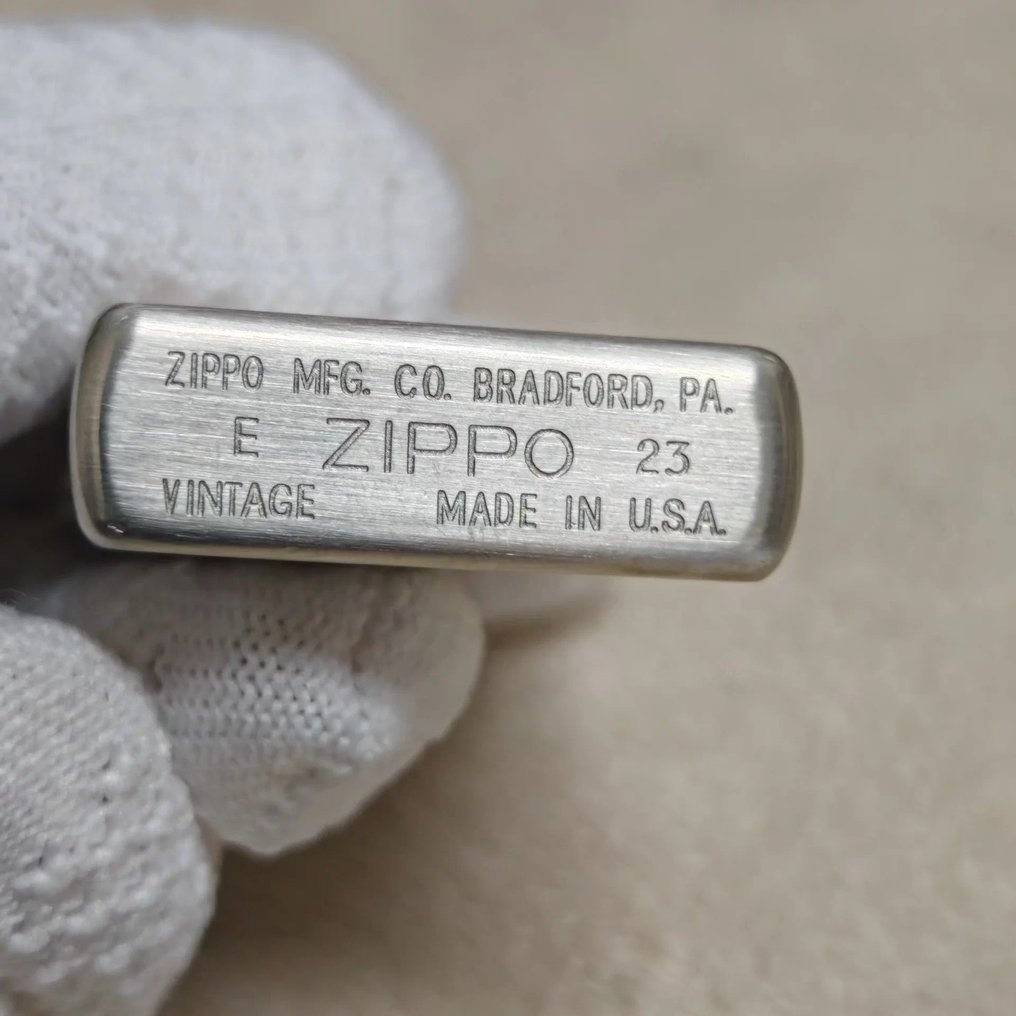 ZIPPO MFG. CO. BRADFORD, PA.
E ZIPPO 23
VINTAGE MADE IN U.S.A.